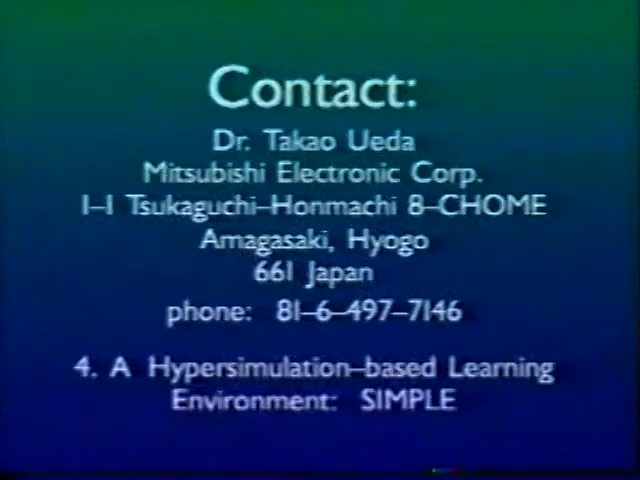 Contact:
Dr. Takao Ueda
Mitsubishi Electronic Corp.
1-1 Tsukaguchi-Honmachi 8-CHOME
Amagasaki, Hyogo
661 Japan
phone: 81-6-497-7146
4. A Hypersimulation-based Learning
Environment: SIMPLE